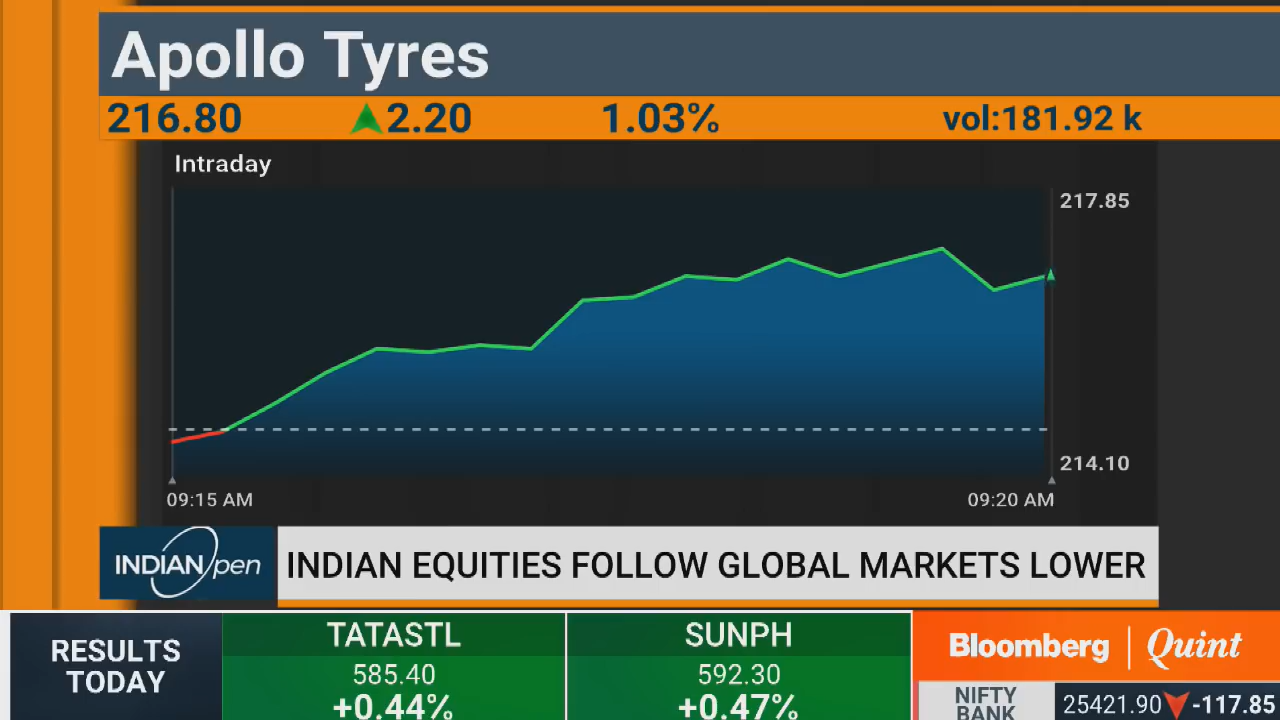 Apollo Tyres
216.80 2.20 1.03% vol:181.92 k
Intraday
217.85
214.10
09:15 AM 09:20 AM
INDIAN Open INDIAN EQUITIES FOLLOW GLOBAL MARKETS LOWER
RESULTS
TODAY
TATASTL
585.40
+0.44%
SUNPH
592.30
+0.47%
Bloomberg | Quint
NIFTY
BANK
25421.90 -117.85